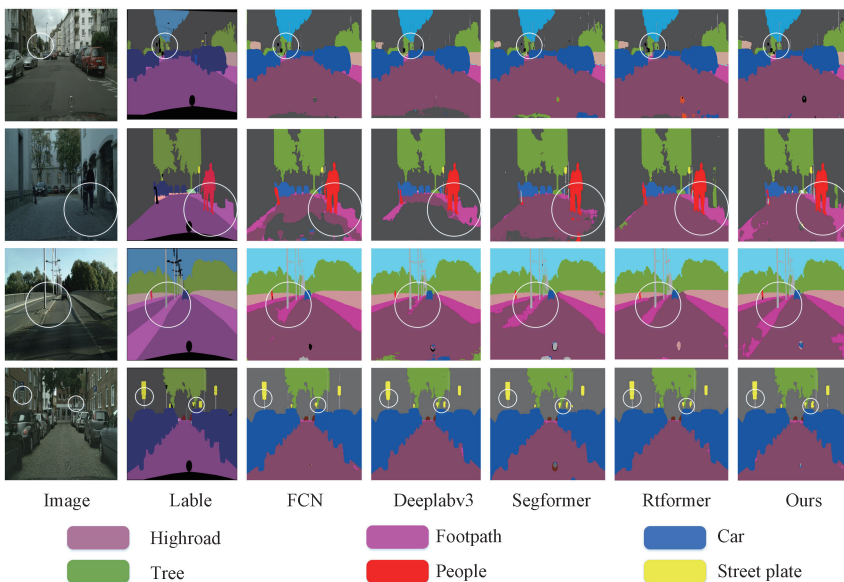 Image Lable FCN Deeplabv3 Segformer Rtformer Ours
Highroad Footpath Car
Tree People Street plate